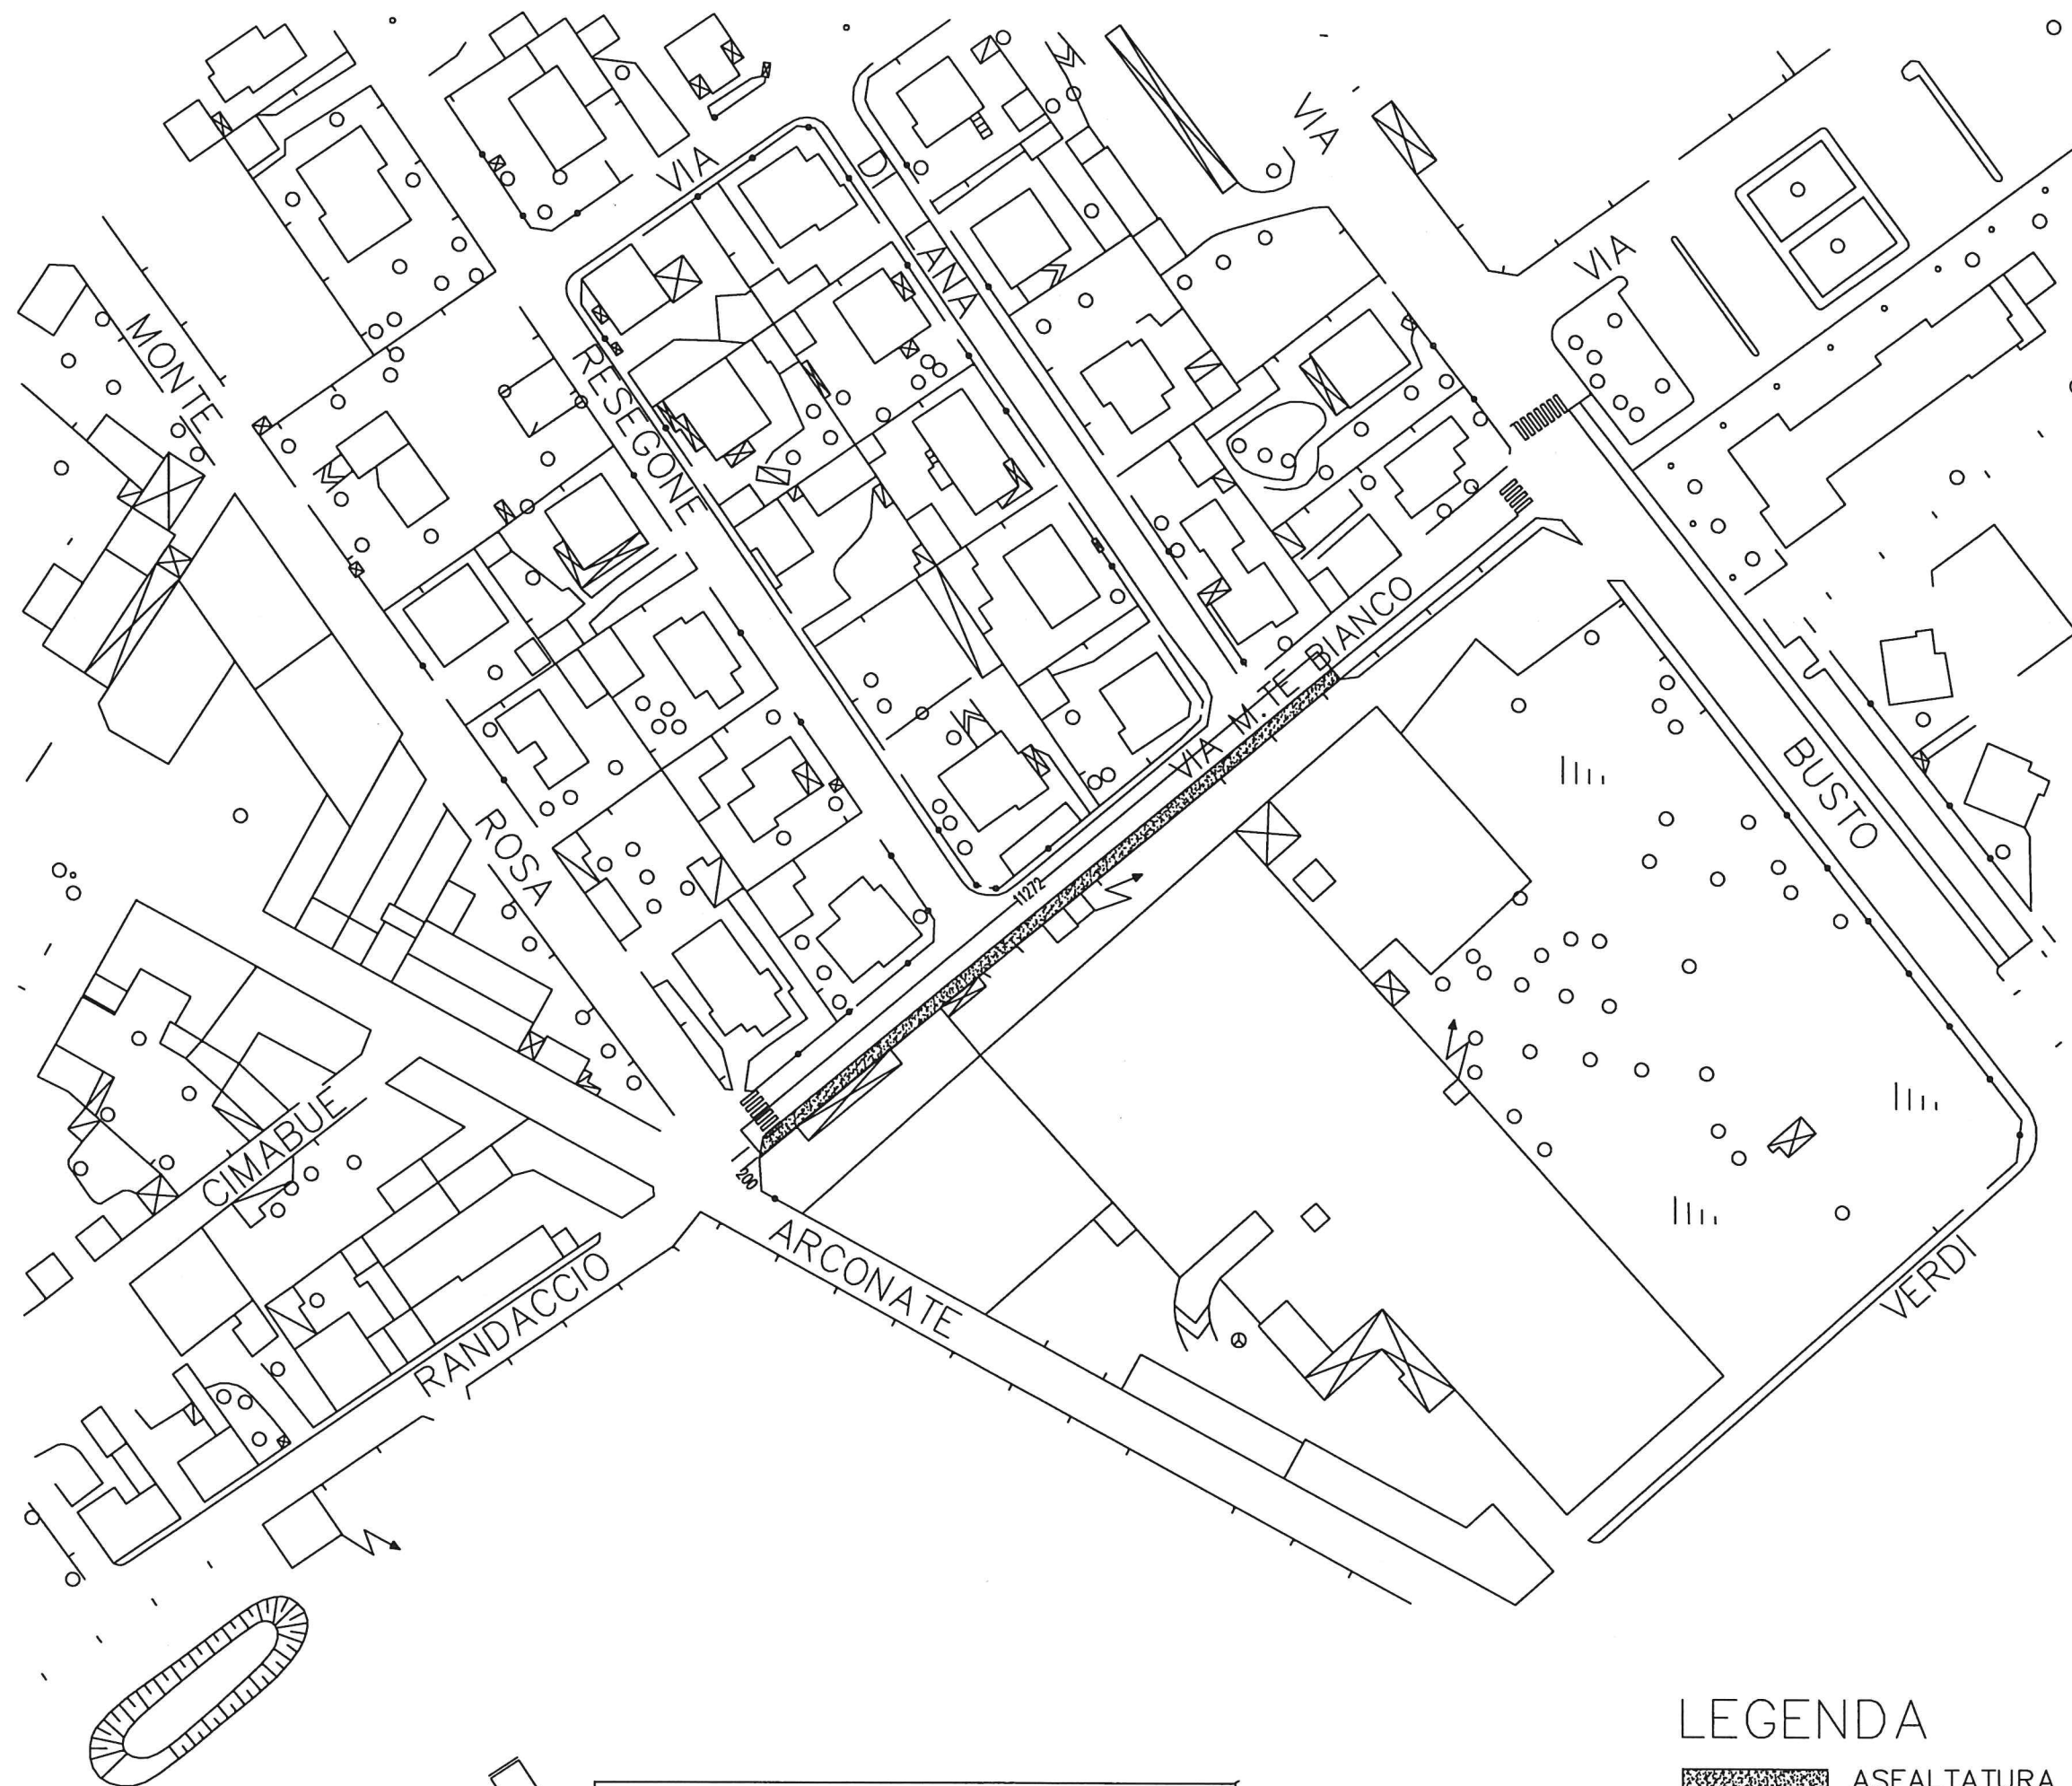 VIA
VIA
DI LANA
VIA
MONTE
RESEGONE
VIA M.TE BIANCO
BUSTO
ROSA
11272
CIMABUE
200
ARCONATE
RANDACCIO
VERDI
LEGENDA
ASFALTATURA